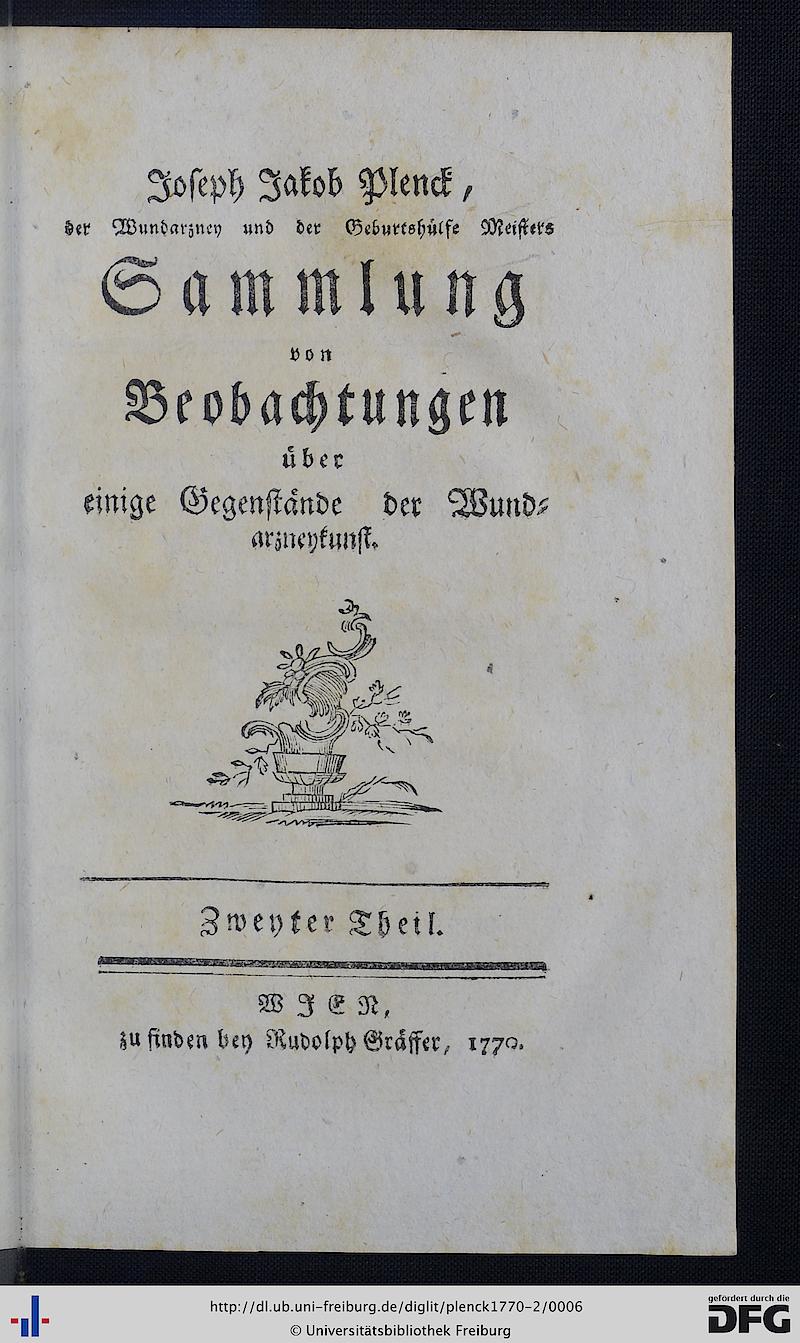 Joseph Jakob Plenck,
der Wundarzney und der Geburtshülfe Meisters
Sammlung
von
Beobachtungen
über
einige Gegenstände der Wund-
arzneykunst.
Zweyter Theil.
WIEN,
zu finden bey Rudolph Gräffer, 1770.
http://dl.ub.uni-freiburg.de/diglit/plenck1770-2/0006
© Universitätsbibliothek Freiburg
gefördert durch die
DFG